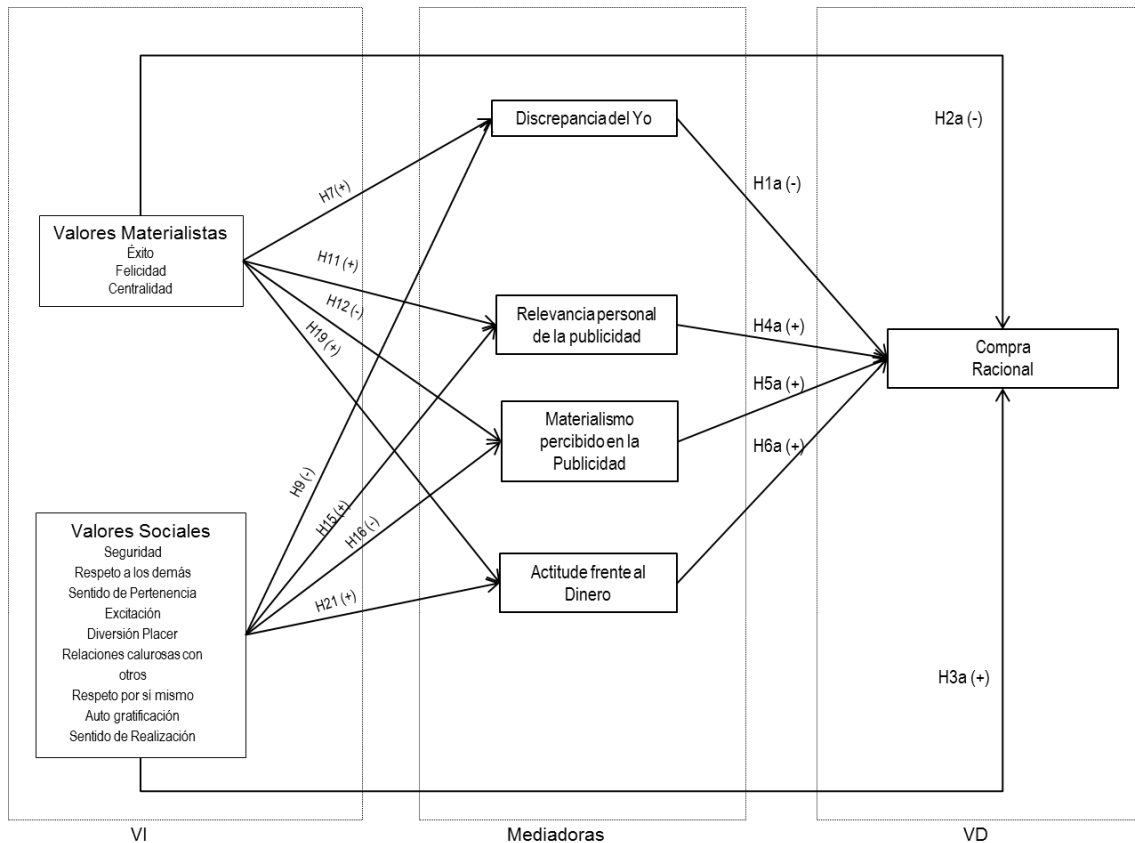 Discrepancia del Yo
H2a (-)
H1a (-)
H7(+)
Valores Materialistas
Éxito
Felicidad
Centralidad
H11 (+)
H12 (-)
H19 (+)
Relevancia personal
de la publicidad
H4a (+)
Compra
Racional
H5a (+)
Materialismo
percibido en la
Publicidad
H6a (+)
H9 (-)
H15 (+)
H16 (-)
H21 (+)
Valores Sociales
Seguridad
Respeto a los demás
Sentido de Pertenencia
Excitación
Diversión Placer
Relaciones calurosas con
otros
Respeto por si mismo
Auto gratificación
Sentido de Realización
Actitude frente al
Dinero
H3a (+)
VI
Mediadoras
VD